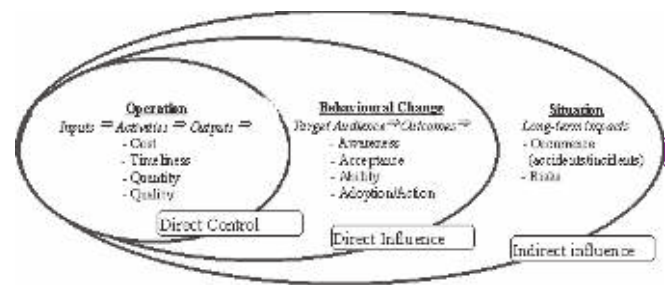 Operation
Inputs ⇒ Activities ⇒ Outputs ⇒
- Cost
- Timeliness
- Quantity
- Quality
Direct Control
Behavioural Change
Target Audience ⇒ Outcomes ⇒
- Awareness
- Acceptance
- Ability
- Adoption/Action
Direct Influence
Situation
Long-term impacts
- Occurrence
(accidents/incidents)
- Risks
Indirect influence